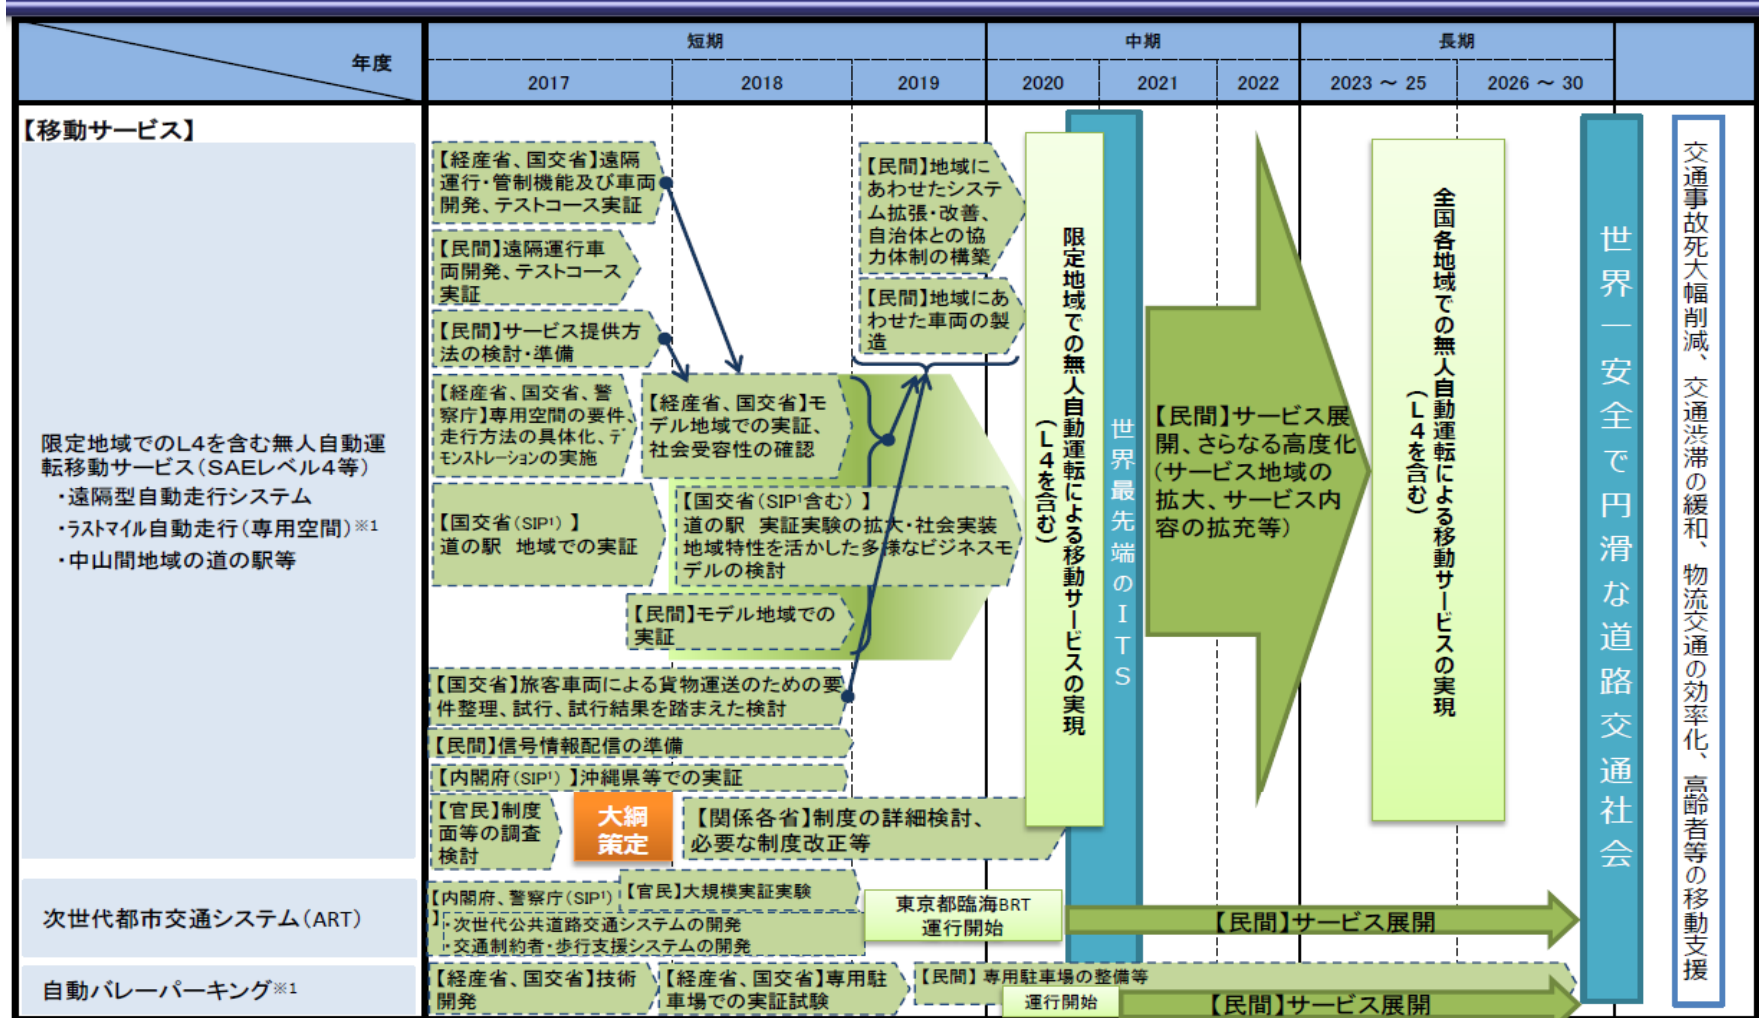 年度
短期
中期
長期
2017
2018
2019
2020
2021
2022
2023 ～ 25
2026 ～ 30
【移動サービス】
限定地域でのL4を含む無人自動運
転移動サービス（SAEレベル4等）
・遠隔型自動走行システム
・ﾗｽﾄﾏｲﾙ自動走行（専用空間）※1
・中山間地域の道の駅等
【経産省、国交省】遠隔
運行・管制機能及び車両
開発、テストコース実証
【民間】遠隔運行車
両開発、テストコース
実証
【民間】サービス提供方
法の検討・準備
【経産省、国交省、警
察庁】専用空間の要件、
走行方法の具体化、デ
モンストレーションの実施
【国交省（SIP¹）】
道の駅 地域での実証
【経産省、国交省】モ
デル地域での実証、
社会受容性の確認
【国交省（SIP¹含む）】
道の駅 実証実験の拡大・社会実装
地域特性を活かした多様なビジネスモ
デルの検討
【民間】モデル地域での
実証
【国交省】旅客車両による貨物運送のための要
件整理、試行、試行結果を踏まえた検討
【民間】信号情報配信の準備
【内閣府（SIP¹）】沖縄県等での実証
【官民】制度
面等の調査
検討
大綱
策定
【関係各省】制度の詳細検討、
必要な制度改正等
【民間】地域に
あわせたシステ
ム拡張・改善、
自治体との協
力体制の構築
【民間】地域にあ
わせた車両の製
造
限定地域での無人自動運転による移動サービスの実現
（L4を含む）
世界最先端のITS
【民間】サービス展
開、さらなる高度化
（サービス地域の
拡大、サービス内
容の拡充等）
全国各地域での無人自動運転による移動サービスの実現
（L4を含む）
世界一安全で円滑な道路交通社会
交通事故死大幅削減、交通渋滞の緩和、物流交通の効率化、高齢者等の移動支援
次世代都市交通システム（ART）
【内閣府、警察庁（SIP¹）
】
・次世代公共道路交通システムの開発
・交通制約者・歩行支援システムの開発
【官民】大規模実証実験
東京都臨海BRT
運行開始
【民間】サービス展開
自動バレーパーキング※1
【経産省、国交省】技術
開発
【経産省、国交省】専用駐
車場での実証試験
【民間】専用駐車場の整備等
運行開始
【民間】サービス展開